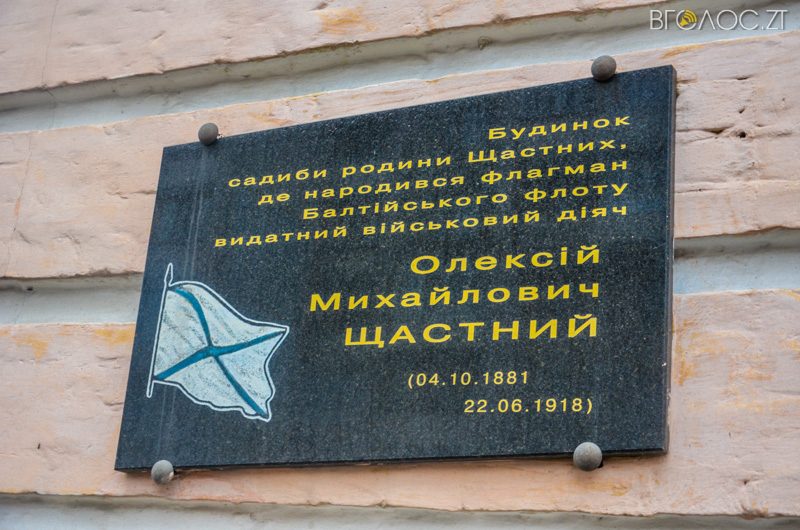 ВГОЛОС.ZT
Будинок
садиби родини Щастних,
де народився флагман
Балтійського флоту
видатний військовий діяч
Олексій
Михайлович
ЩАСТНИЙ
(04.10.1881
22.06.1918)